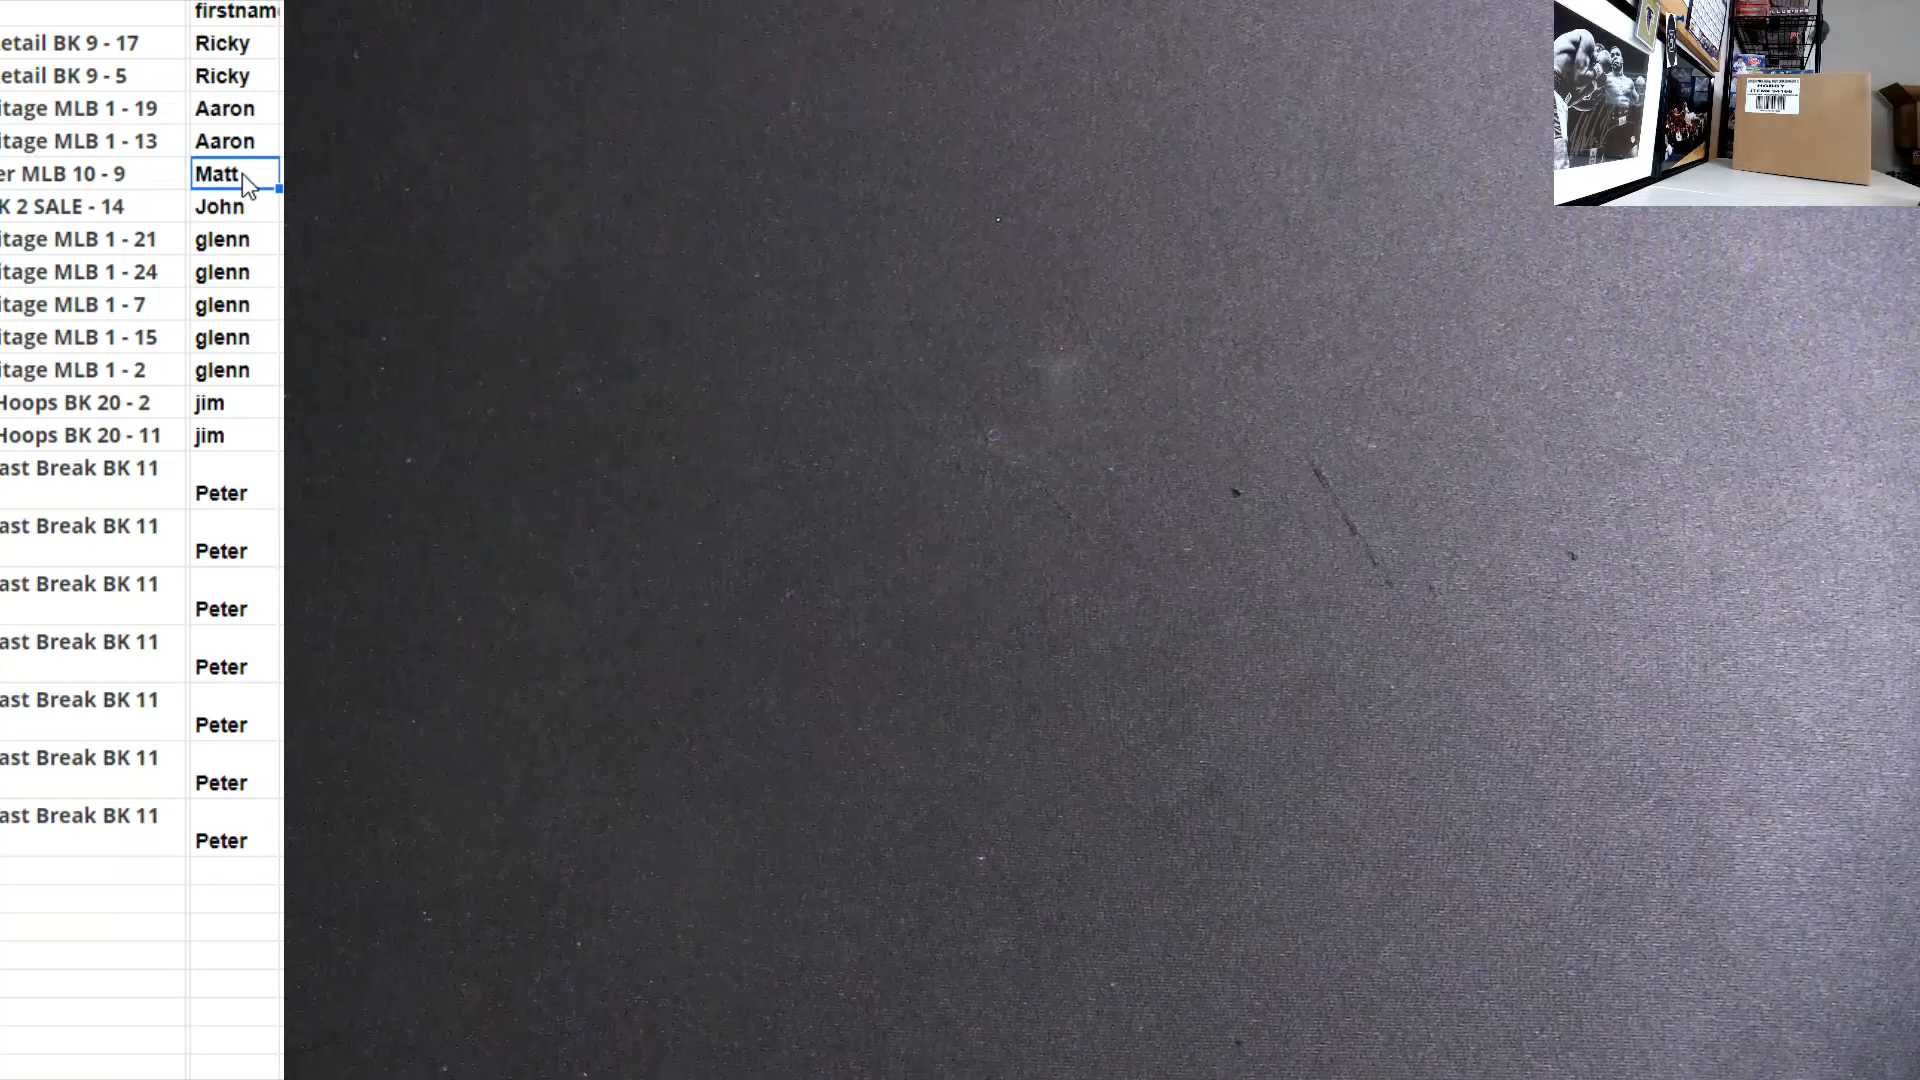 firstname
etail BK 9 - 17 Ricky
etail BK 9 - 5 Ricky
itage MLB 1 - 19 Aaron
itage MLB 1 - 13 Aaron
er MLB 10 - 9 Matt
K 2 SALE - 14 John
itage MLB 1 - 21 glenn
itage MLB 1 - 24 glenn
itage MLB 1 - 7 glenn
itage MLB 1 - 15 glenn
itage MLB 1 - 2 glenn
Hoops BK 20 - 2 jim
Hoops BK 20 - 11 jim
ast Break BK 11
Peter
ast Break BK 11
Peter
ast Break BK 11
Peter
ast Break BK 11
Peter
ast Break BK 11
Peter
ast Break BK 11
Peter
ast Break BK 11
Peter
HOBBY